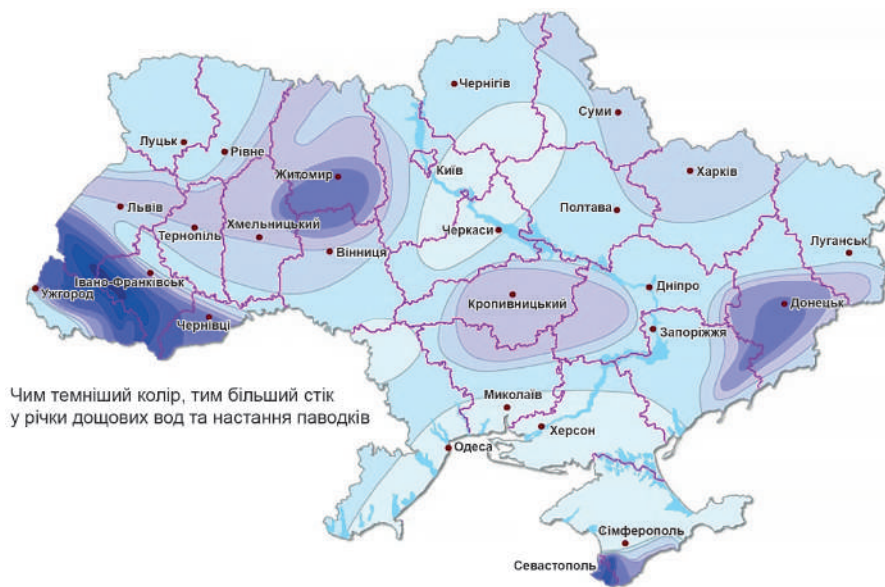 Чернігів
Суми
Луцьк
Рівне
Житомир
Київ
Харків
Львів
Хмельницький
Полтава
Тернопіль
Черкаси
Вінниця
Луганськ
Івано-Франківськ
Ужгород
Кропивницький
Дніпро
Донецьк
Чернівці
Запоріжжя
Чим темніший колір, тим більший стік
у річки дощових вод та настання паводків
Миколаїв
Херсон
Одеса
Сімферополь
Севастополь